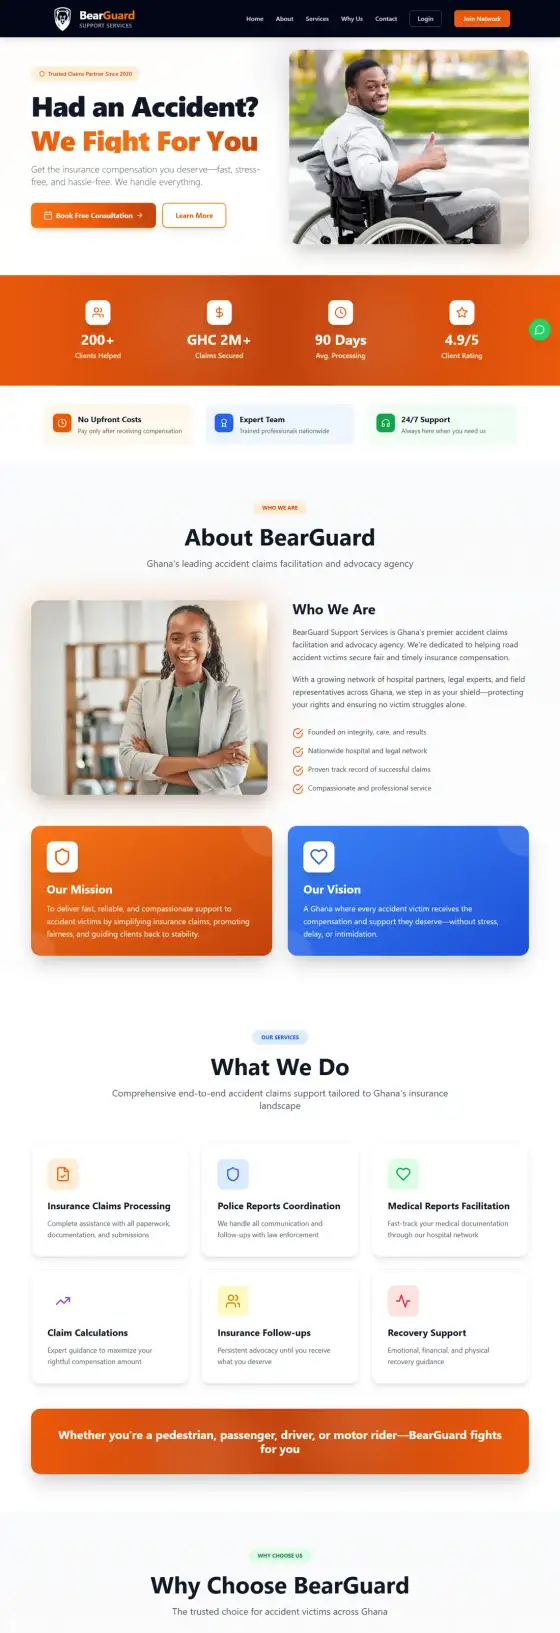 BearGuard
SUPPORT SERVICES
Home About Services Why Us Contact Login Join Network
Trusted Claims Partner Since 2020
Had an Accident?
We Fight For You
Get the insurance compensation you deserve—fast, stress-
free, and hassle-free. We handle everything.
Book Free Consultation → Learn More
200+ GHC 2M+ 90 Days 4.9/5
Clients Helped Claims Secured Avg. Processing Client Rating
No Upfront Costs
Pay only after receiving compensation
Expert Team
Trained professionals nationwide
24/7 Support
Always here when you need us
WHO WE ARE
About BearGuard
Ghana's leading accident claims facilitation and advocacy agency
Who We Are
BearGuard Support Services is Ghana's premier accident claims
facilitation and advocacy agency. We're dedicated to helping road
accident victims secure fair and timely insurance compensation.
With a growing network of hospital partners, legal experts, and field
representatives across Ghana, we step in as your shield—protecting
your rights and ensuring no victim struggles alone.
Founded on integrity, care, and results
Nationwide hospital and legal network
Proven track record of successful claims
Compassionate and professional service
Our Mission
To deliver fast, reliable, and compassionate support to
accident victims by simplifying insurance claims, promoting
fairness, and guiding clients back to stability.
Our Vision
A Ghana where every accident victim receives the
compensation and support they deserve—without stress,
delay, or intimidation.
OUR SERVICES
What We Do
Comprehensive end-to-end accident claims support tailored to Ghana's insurance
landscape
Insurance Claims Processing
Complete assistance with all paperwork,
documentation, and submissions
Police Reports Coordination
We handle all communication and
follow-ups with law enforcement
Medical Reports Facilitation
Fast-track your medical documentation
through our hospital network
Claim Calculations
Expert guidance to maximize your
rightful compensation amount
Insurance Follow-ups
Persistent advocacy until you receive
what you deserve
Recovery Support
Emotional, financial, and physical
recovery guidance
Whether you're a pedestrian, passenger, driver, or motor rider—BearGuard fights
for you
WHY CHOOSE US
Why Choose BearGuard
The trusted choice for accident victims across Ghana